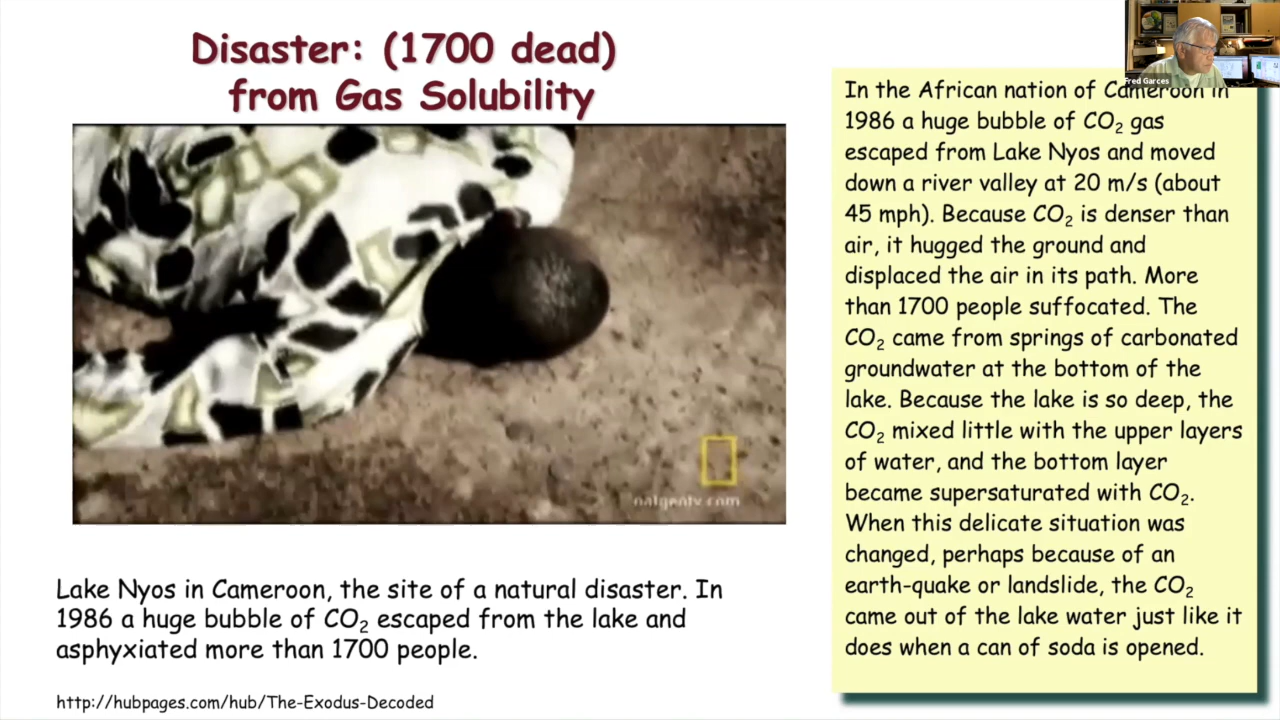 Disaster: (1700 dead)
from Gas Solubility
Fred Garces
In the African nation of Cameroon in
1986 a huge bubble of CO₂ gas
escaped from Lake Nyos and moved
down a river valley at 20 m/s (about
45 mph). Because CO₂ is denser than
air, it hugged the ground and
displaced the air in its path. More
than 1700 people suffocated. The
CO₂ came from springs of carbonated
groundwater at the bottom of the
lake. Because the lake is so deep, the
CO₂ mixed little with the upper layers
of water, and the bottom layer
became supersaturated with CO₂.
When this delicate situation was
changed, perhaps because of an
earth-quake or landslide, the CO₂
came out of the lake water just like it
does when a can of soda is opened.
natgeotv.com
Lake Nyos in Cameroon, the site of a natural disaster. In
1986 a huge bubble of CO₂ escaped from the lake and
asphyxiated more than 1700 people.
http://hubpages.com/hub/The-Exodus-Decoded